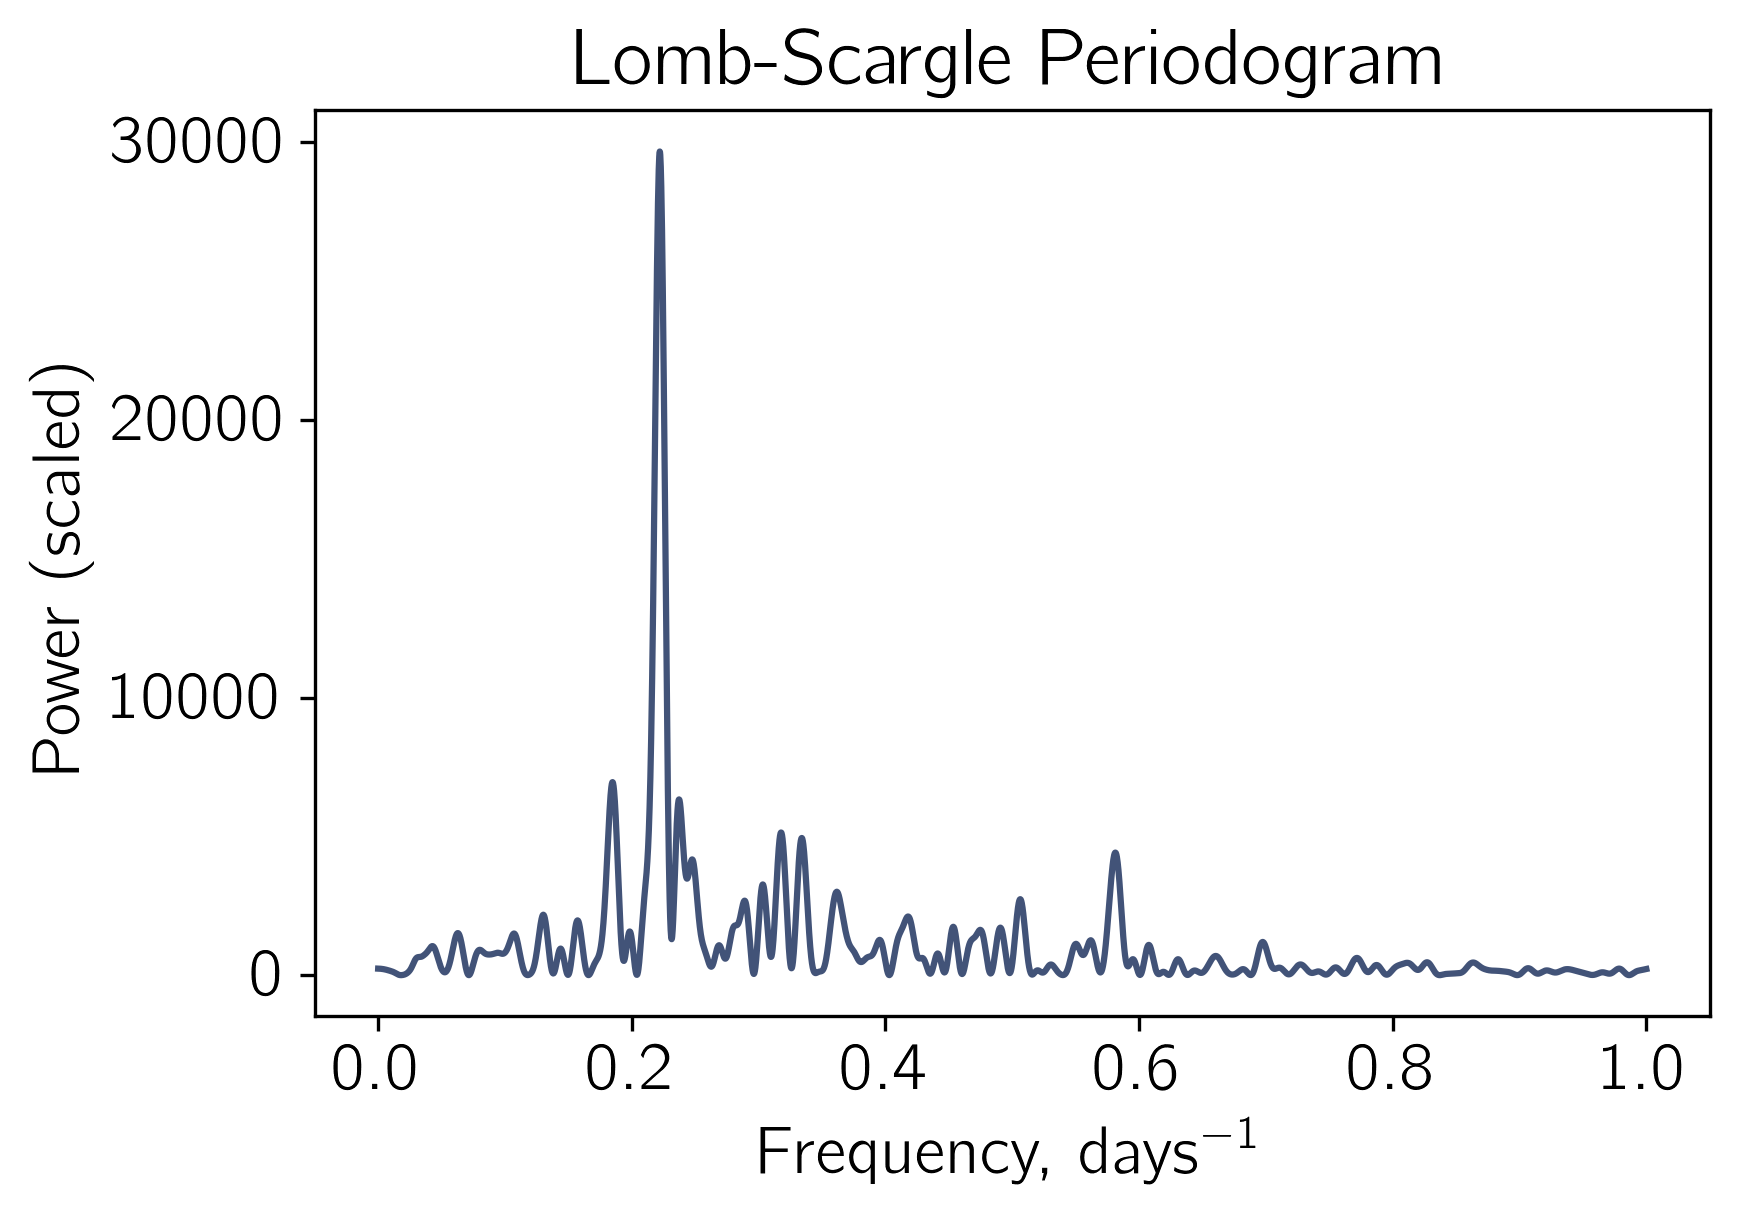 Lomb-Scargle Periodogram
30000
20000
10000
0
Power (scaled)
0.0 0.2 0.4 0.6 0.8 1.0
Frequency, days⁻¹